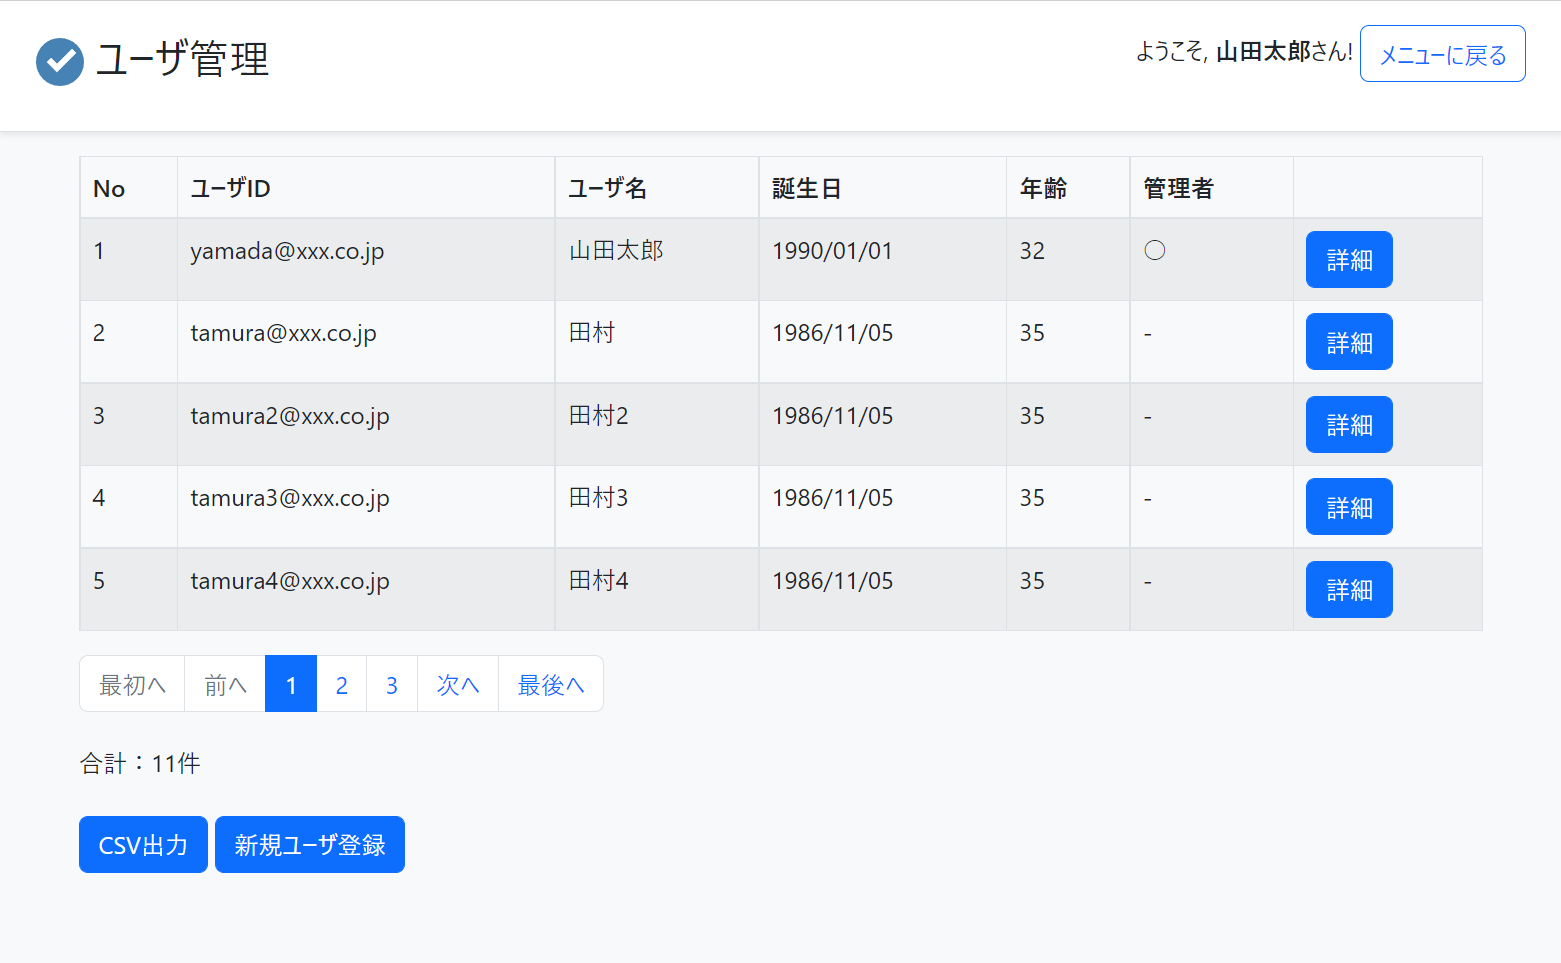 ユーザ管理
ようこそ, 山田太郎さん! メニューに戻る
No ユーザID ユーザ名 誕生日 年齢 管理者
1 yamada@xxx.co.jp 山田太郎 1990/01/01 32 〇 詳細
2 tamura@xxx.co.jp 田村 1986/11/05 35 - 詳細
3 tamura2@xxx.co.jp 田村2 1986/11/05 35 - 詳細
4 tamura3@xxx.co.jp 田村3 1986/11/05 35 - 詳細
5 tamura4@xxx.co.jp 田村4 1986/11/05 35 - 詳細
最初へ 前へ 1 2 3 次へ 最後へ
合計：11件
CSV出力 新規ユーザ登録